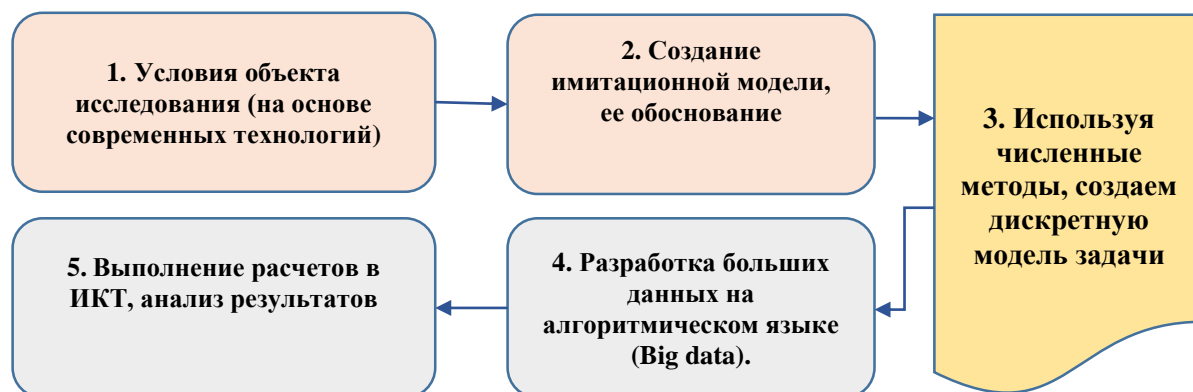 1. Условия объекта
исследования (на основе
современных технологий)
2. Создание
имитационной модели,
ее обоснование
3. Используя
численные
методы, создаем
дискретную
модель задачи
4. Разработка больших
данных на
алгоритмическом языке
(Big data).
5. Выполнение расчетов в
ИКТ, анализ результатов